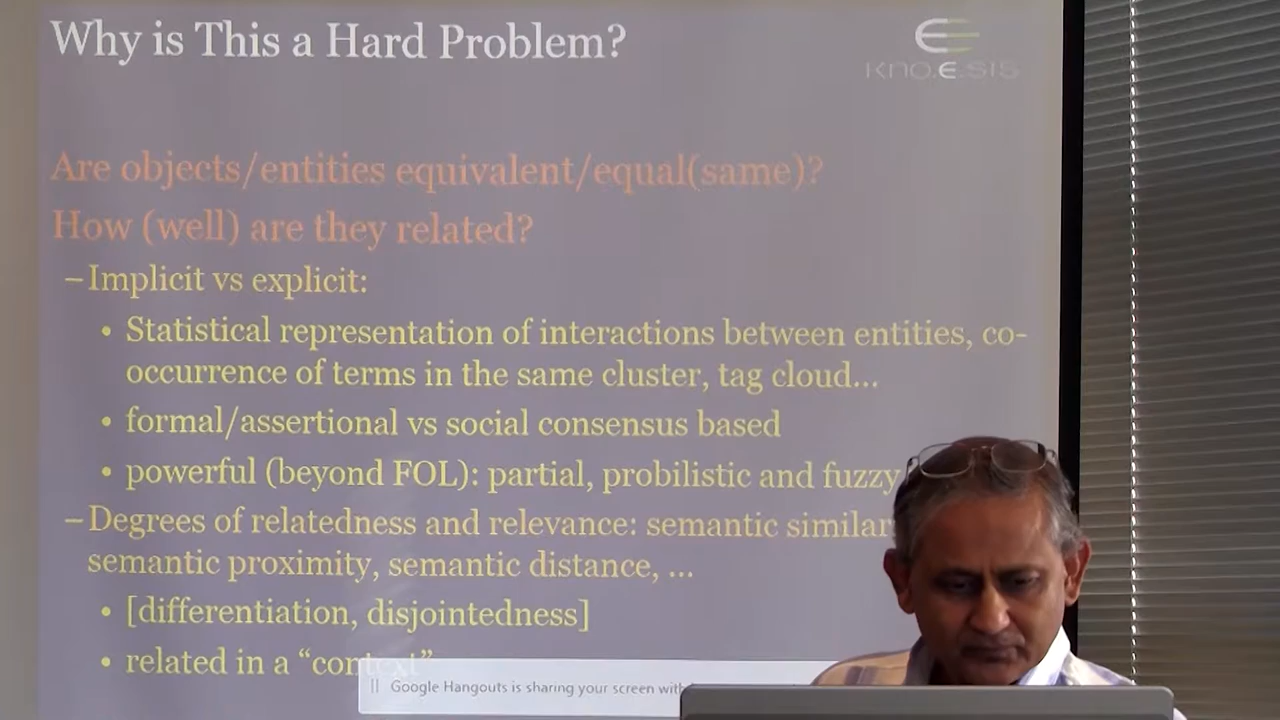 Why is This a Hard Problem?
KNO.E.SIS
Are objects/entities equivalent/equal(same)?
How (well) are they related?
–Implicit vs explicit:
• Statistical representation of interactions between entities, co-
occurrence of terms in the same cluster, tag cloud...
• formal/assertional vs social consensus based
• powerful (beyond FOL): partial, probilistic and fuzzy
–Degrees of relatedness and relevance: semantic similar
semantic proximity, semantic distance, ...
• [differentiation, disjointedness]
• related in a “context”
Google Hangouts is sharing your screen with